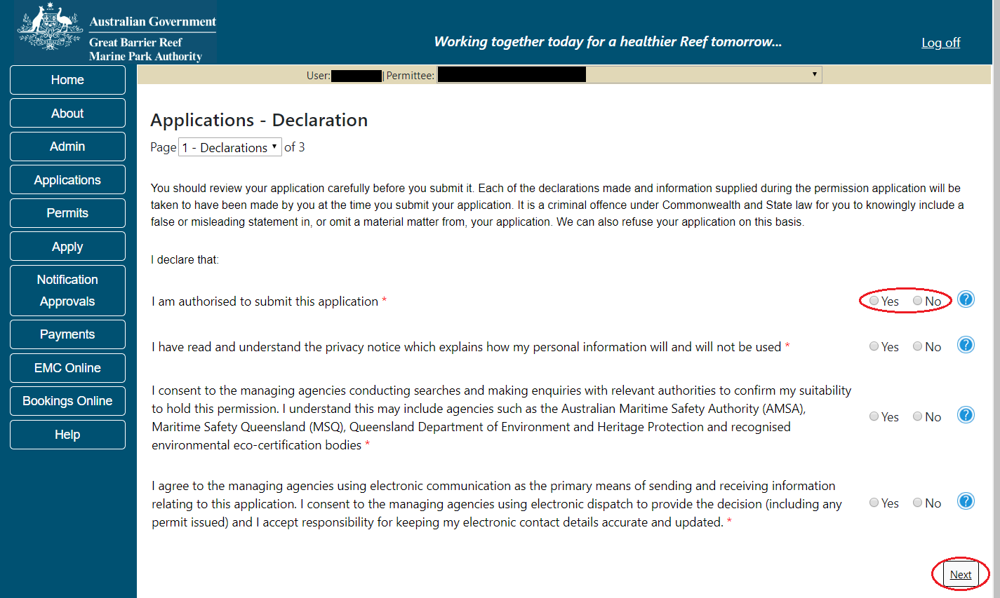 Australian Government
Great Barrier Reef
Marine Park Authority
Working together today for a healthier Reef tomorrow...
Log off
Home
About
Admin
Applications
Permits
Apply
Notification
Approvals
Payments
EMC Online
Bookings Online
Help
User: | Permittee:
Applications - Declaration
Page 1 - Declarations of 3
You should review your application carefully before you submit it. Each of the declarations made and information supplied during the permission application will be
taken to have been made by you at the time you submit your application. It is a criminal offence under Commonwealth and State law for you to knowingly include a
false or misleading statement in, or omit a material matter from, your application. We can also refuse your application on this basis.
I declare that:
I am authorised to submit this application * Yes No ?
I have read and understand the privacy notice which explains how my personal information will and will not be used * Yes No ?
I consent to the managing agencies conducting searches and making enquiries with relevant authorities to confirm my suitability
to hold this permission. I understand this may include agencies such as the Australian Maritime Safety Authority (AMSA),
Maritime Safety Queensland (MSQ), Queensland Department of Environment and Heritage Protection and recognised
environmental eco-certification bodies *
Yes No ?
I agree to the managing agencies using electronic communication as the primary means of sending and receiving information
relating to this application. I consent to the managing agencies using electronic dispatch to provide the decision (including any
permit issued) and I accept responsibility for keeping my electronic contact details accurate and updated. *
Yes No ?
Next